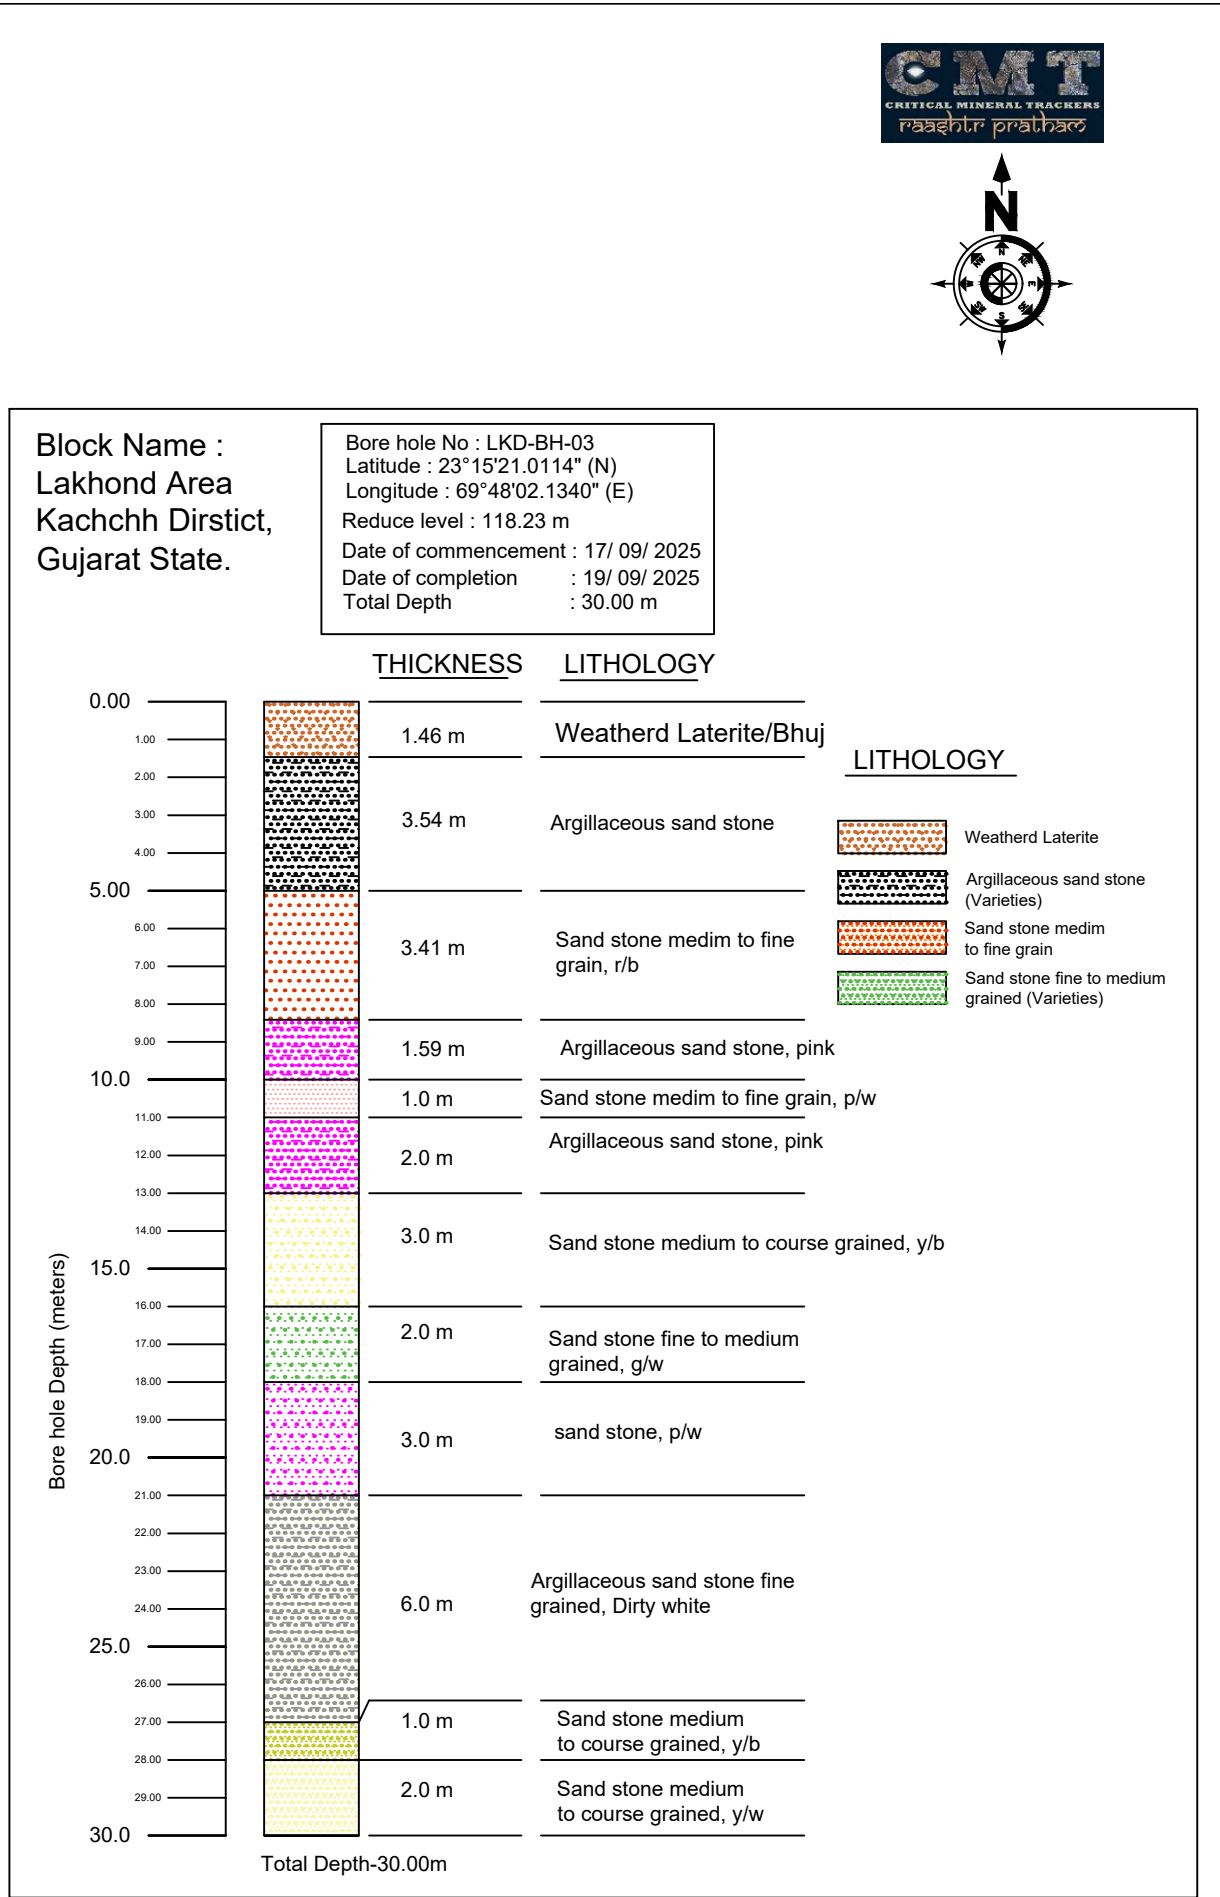 CMT
CRITICAL MINERAL TRACKERS
raashtr pratham
N
N
NE
E
S
W
NW
Block Name :
Lakhond Area
Kachchh Dirstict,
Gujarat State.
Bore hole No : LKD-BH-03
Latitude : 23°15'21.0114" (N)
Longitude : 69°48'02.1340" (E)
Reduce level : 118.23 m
Date of commencement : 17/ 09/ 2025
Date of completion : 19/ 09/ 2025
Total Depth : 30.00 m
THICKNESS LITHOLOGY
0.00
1.00
2.00
3.00
4.00
5.00
6.00
7.00
8.00
9.00
10.0
11.00
12.00
13.00
14.00
15.0
16.00
17.00
18.00
19.00
20.0
21.00
22.00
23.00
24.00
25.0
26.00
27.00
28.00
29.00
30.0
Bore hole Depth (meters)
1.46 m Weatherd Laterite/Bhuj
3.54 m Argillaceous sand stone
3.41 m Sand stone medim to fine
grain, r/b
1.59 m Argillaceous sand stone, pink
1.0 m Sand stone medim to fine grain, p/w
2.0 m Argillaceous sand stone, pink
3.0 m Sand stone medium to course grained, y/b
2.0 m Sand stone fine to medium
grained, g/w
3.0 m sand stone, p/w
6.0 m Argillaceous sand stone fine
grained, Dirty white
1.0 m Sand stone medium
to course grained, y/b
2.0 m Sand stone medium
to course grained, y/w
Total Depth-30.00m
LITHOLOGY
Weatherd Laterite
Argillaceous sand stone
(Varieties)
Sand stone medim
to fine grain
Sand stone fine to medium
grained (Varieties)